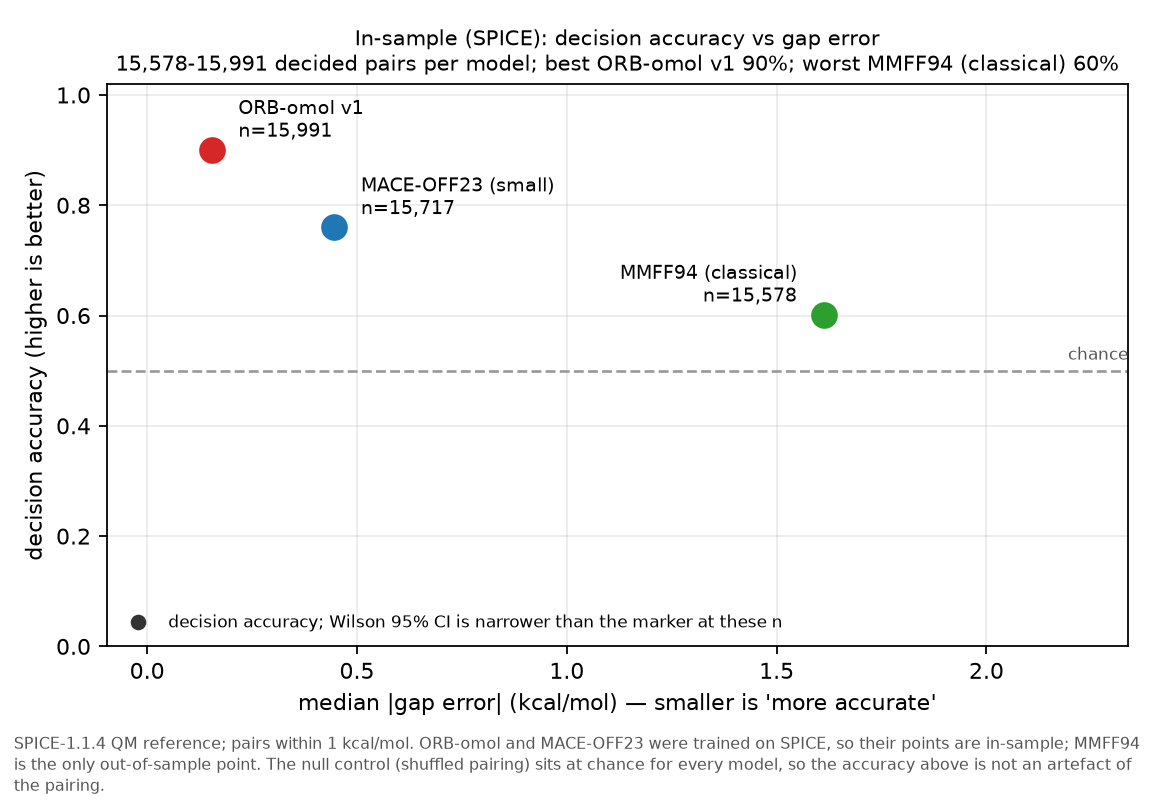 In-sample (SPICE): decision accuracy vs gap error
15,578-15,991 decided pairs per model; best ORB-omol v1 90%; worst MMFF94 (classical) 60%
decision accuracy (higher is better)
1.0
0.8
0.6
0.4
0.2
0.0
ORB-omol v1
n=15,991
MACE-OFF23 (small)
n=15,717
MMFF94 (classical)
n=15,578
chance
decision accuracy; Wilson 95% CI is narrower than the marker at these n
0.0 0.5 1.0 1.5 2.0
median |gap error| (kcal/mol) — smaller is 'more accurate'
SPICE-1.1.4 QM reference; pairs within 1 kcal/mol. ORB-omol and MACE-OFF23 were trained on SPICE, so their points are in-sample; MMFF94
is the only out-of-sample point. The null control (shuffled pairing) sits at chance for every model, so the accuracy above is not an artefact of
the pairing.